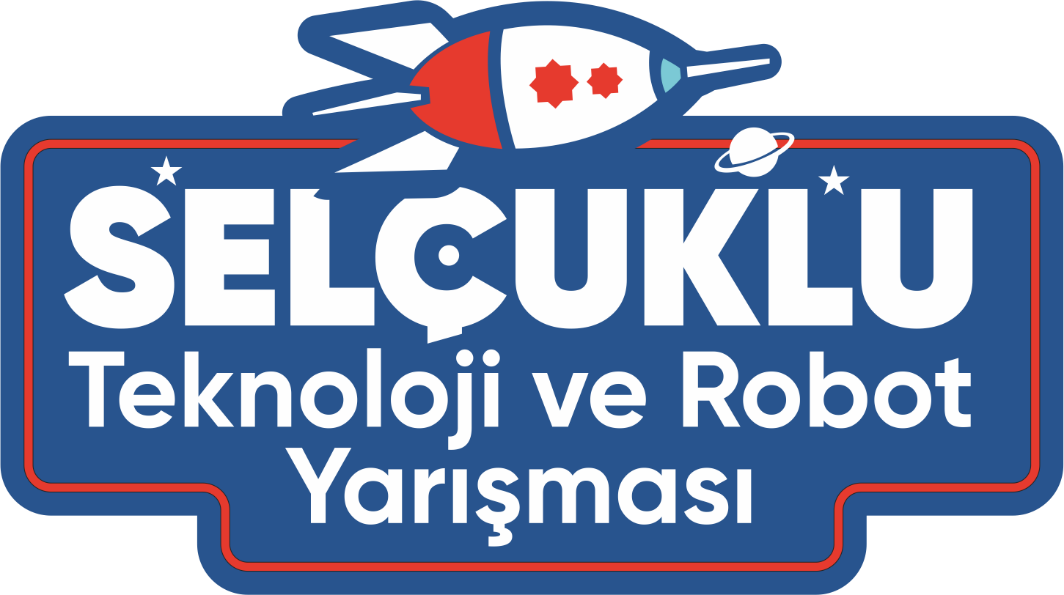 SELÇUKLU
Teknoloji ve Robot
Yarışması